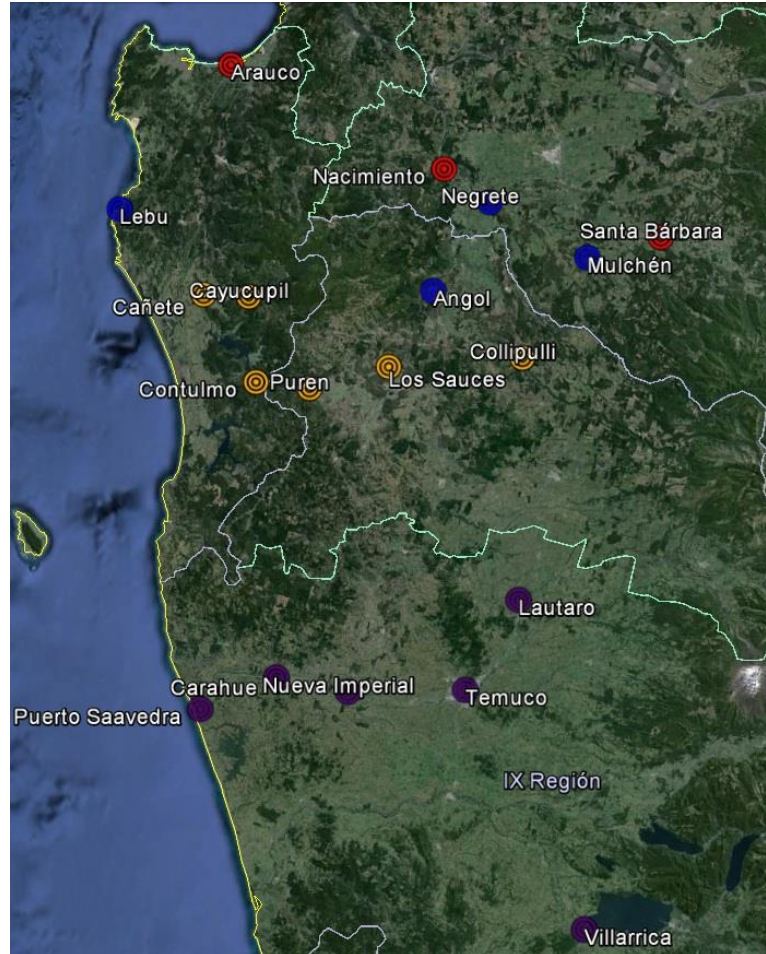 Arauco
Nacimiento
Negrete
Lebu
Santa Bárbara
Mulchén
Cayucupil
Cañete
Angol
Collipulli
Contulmo
Puren
Los Sauces
Lautaro
Carahue
Nueva Imperial
Temuco
Puerto Saavedra
IX Región
Villarrica